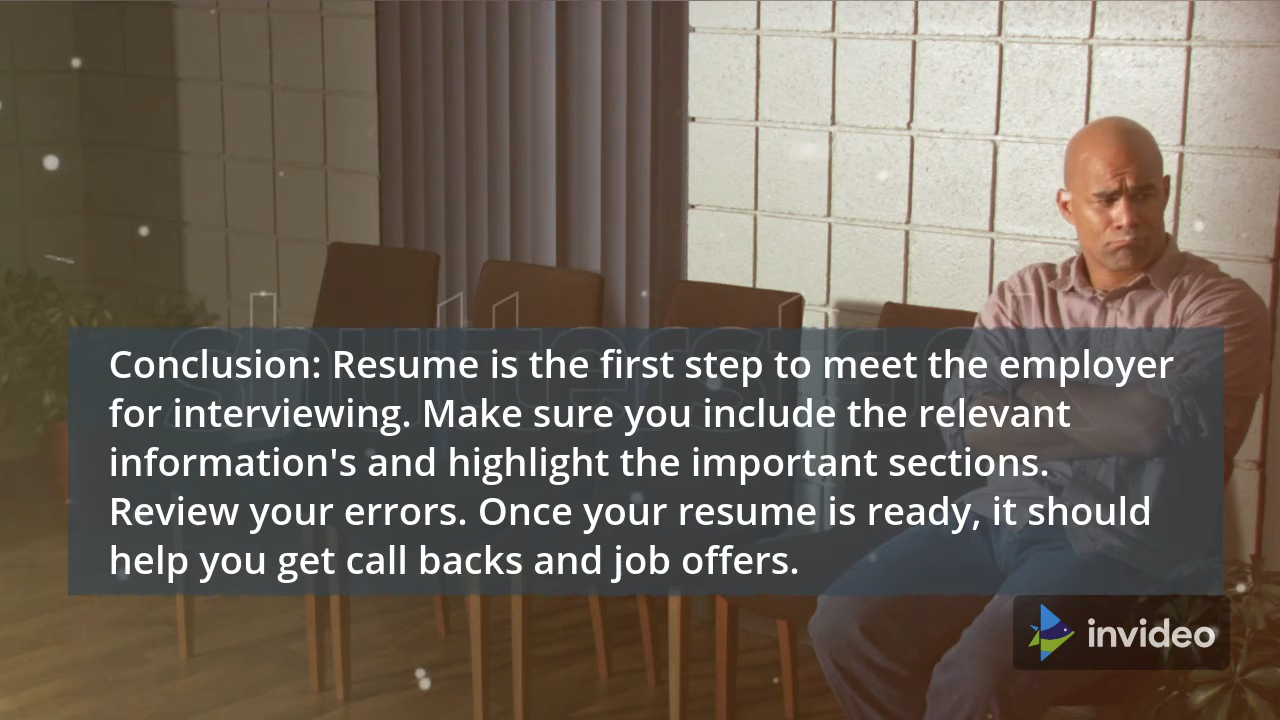 Conclusion: Resume is the first step to meet the employer
for interviewing. Make sure you include the relevant
information's and highlight the important sections.
Review your errors. Once your resume is ready, it should
help you get call backs and job offers.
invideo